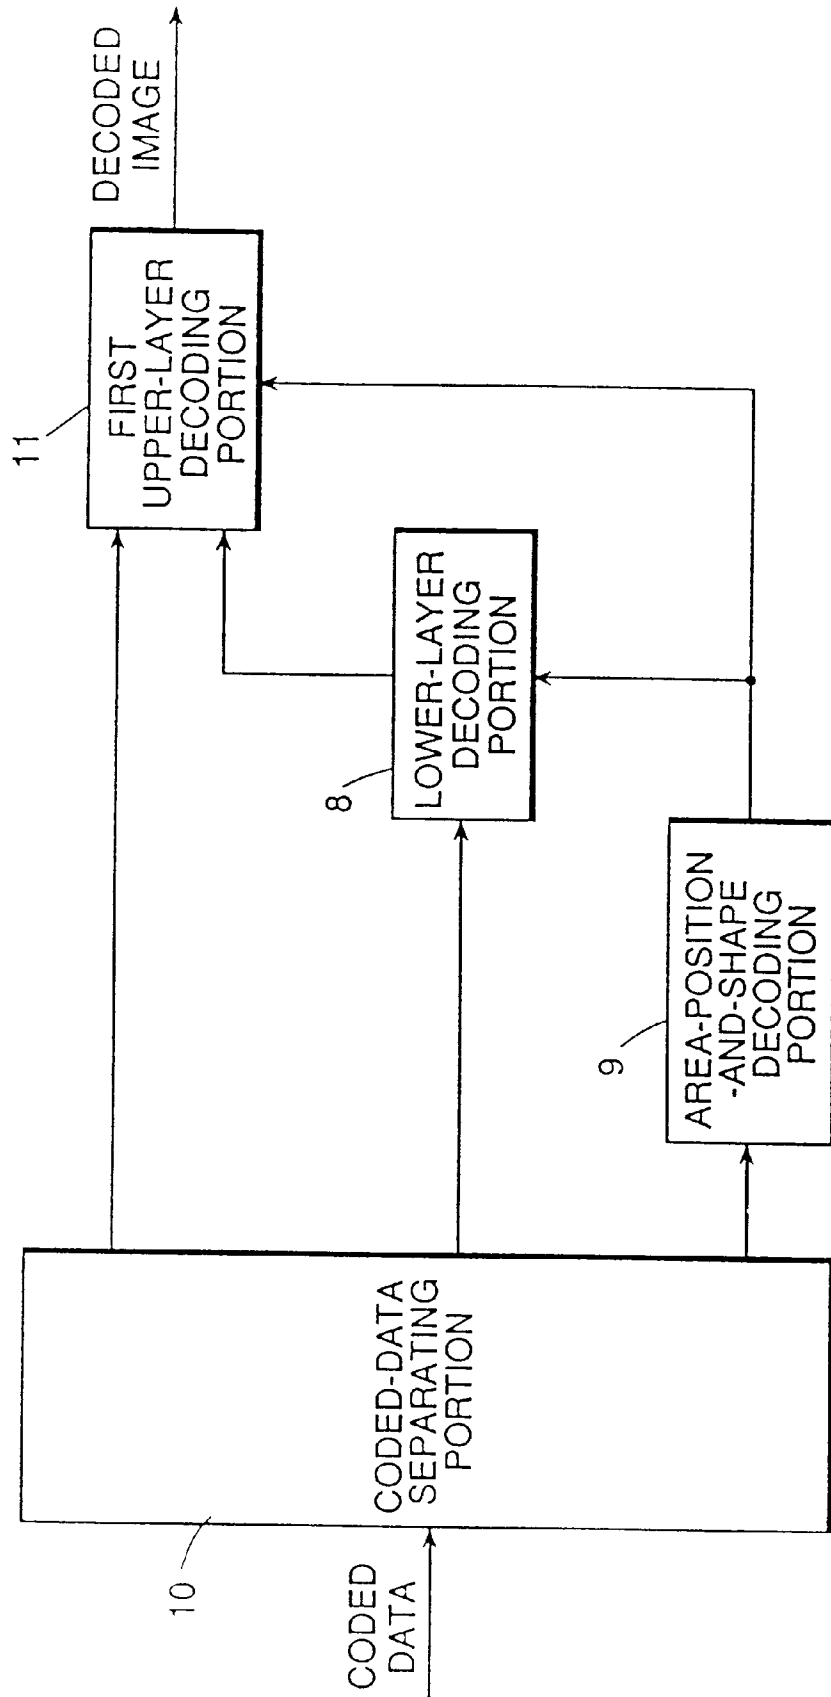 CODED
DATA
10
CODED-DATA
SEPARATING
PORTION
11
FIRST
UPPER-LAYER
DECODING
PORTION
DECODED
IMAGE
8
LOWER-LAYER
DECODING
PORTION
9
AREA-POSITION
-AND-SHAPE
DECODING
PORTION